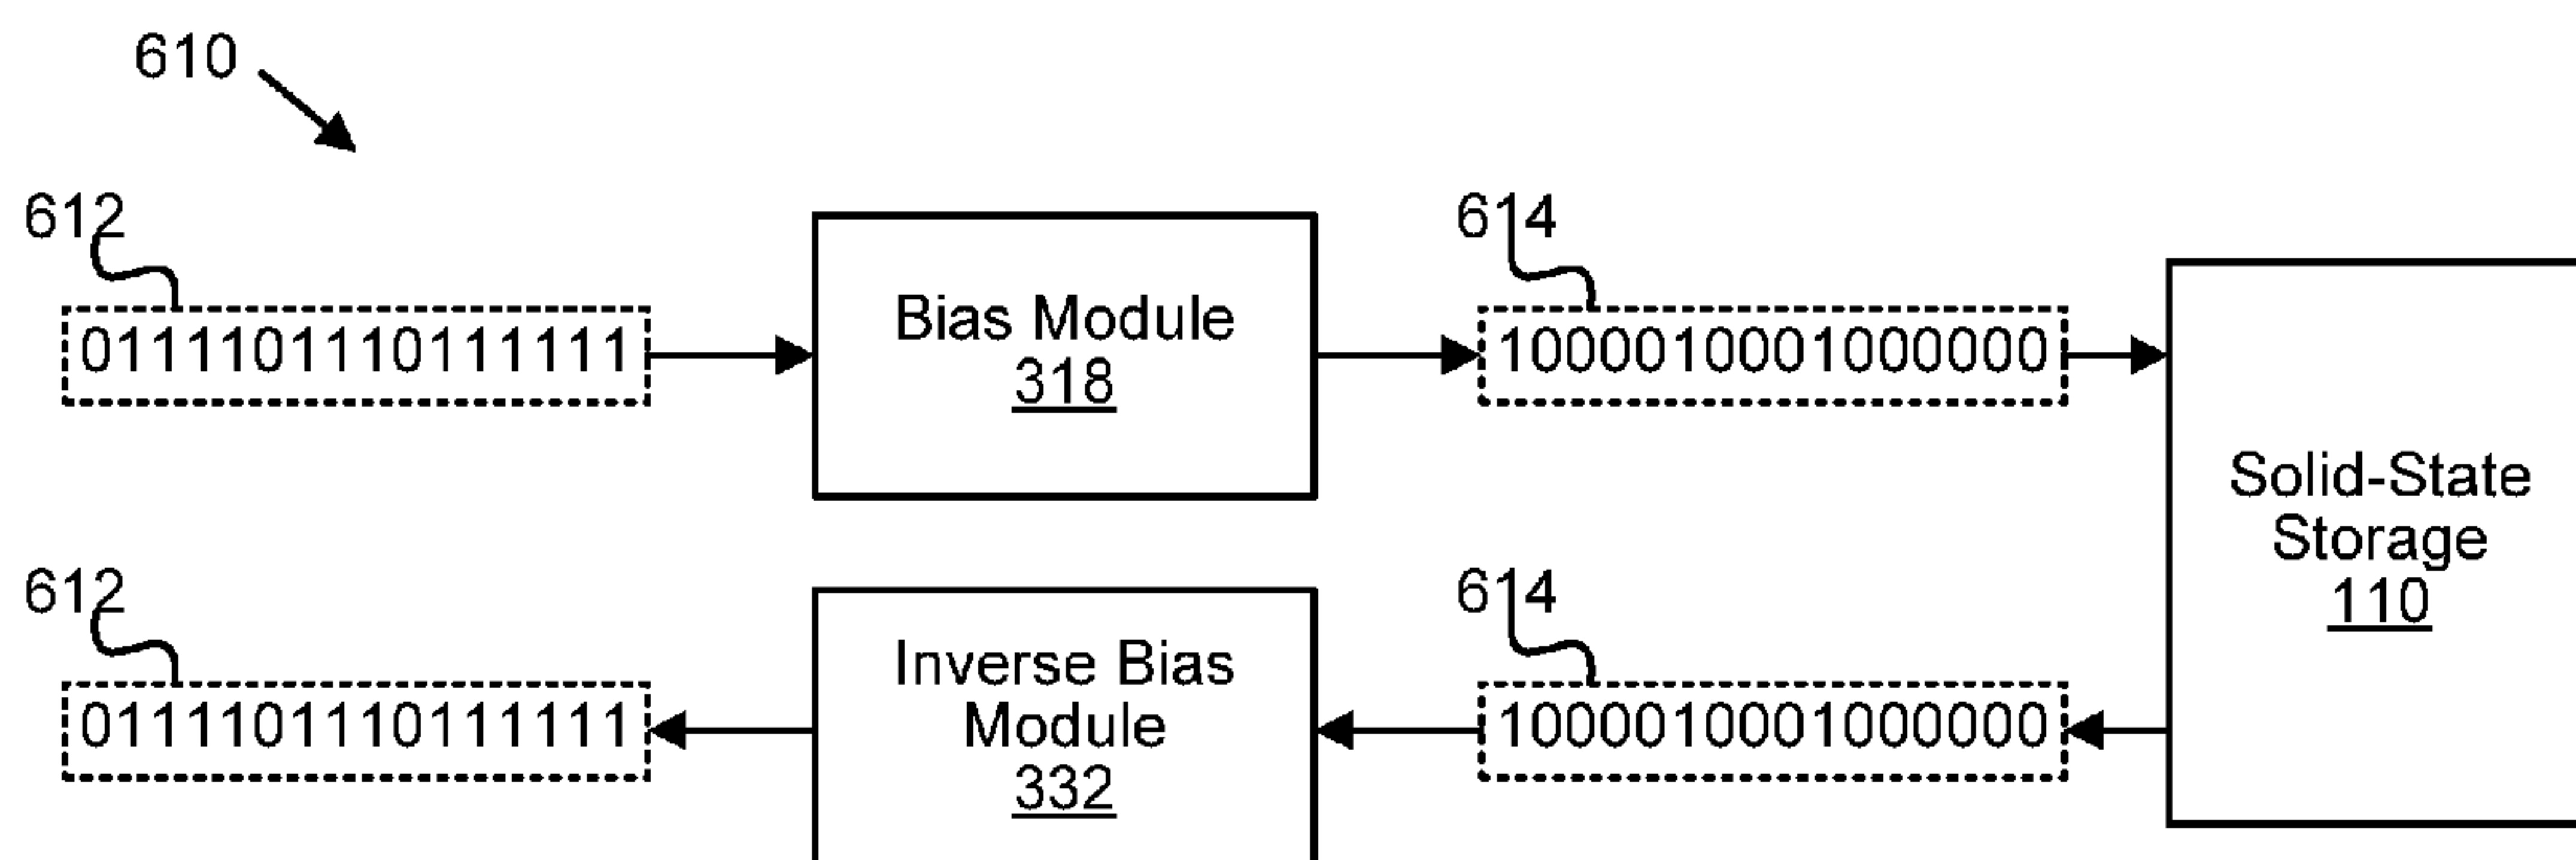 610
612
614
0111101110111111
Bias Module
318
1000010001000000
Solid-State
Storage
110
612
614
0111101110111111
Inverse Bias
Module
332
1000010001000000